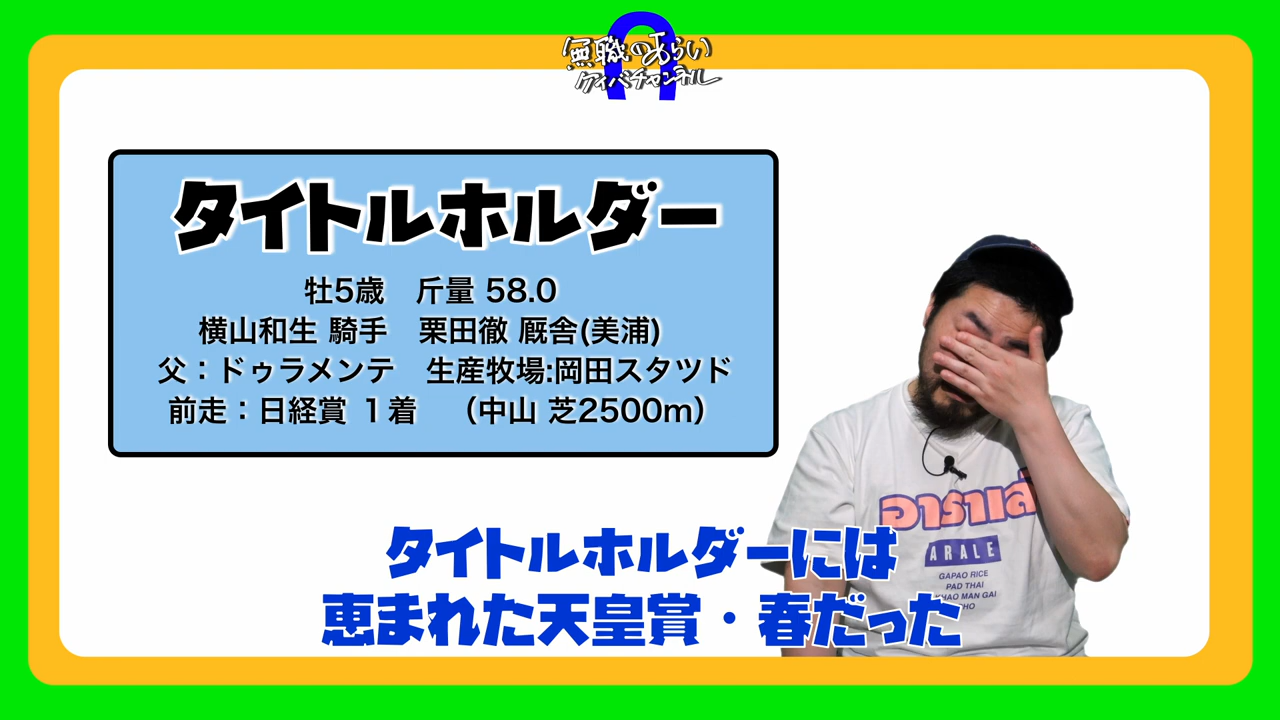 無職のあらい
ケイバチャンネル
タイトルホルダー
牡5歳　斤量 58.0
横山和生 騎手　栗田徹 厩舎(美浦)
父：ドゥラメンテ　生産牧場:岡田スタツド
前走：日経賞 １着　（中山 芝2500m）
อาราเล่
ARALE
GAPAO RICE
PAD THAI
KHAO MAN GAI
タイトルホルダーには
恵まれた天皇賞・春だった